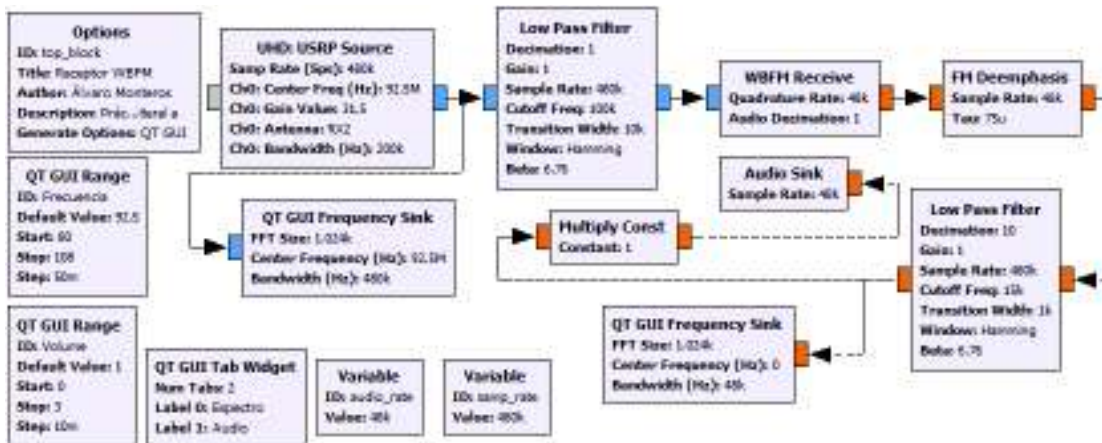 Options
ID: top_block
Title: Receptor WBFM
Author: Álvaro Monteros
Description: Prác...teral a
Generate Options: QT GUI
UHD: USRP Source
Samp Rate (Sps): 480k
Ch0: Center Freq (Hz): 92.5M
Ch0: Gain Value: 31.5
Ch0: Antenna: RX2
Ch0: Bandwidth (Hz): 200k
Low Pass Filter
Decimation: 1
Gain: 1
Sample Rate: 480k
Cutoff Freq: 100k
Transition Width: 10k
Window: Hamming
Beta: 6.76
WBFM Receive
Quadrature Rate: 48k
Audio Decimation: 1
FM Deemphasis
Sample Rate: 48k
Tau: 75u
QT GUI Range
ID: Frecuencia
Default Value: 92.5
Start: 80
Stop: 108
Step: 50m
QT GUI Frequency Sink
FFT Size: 1.024k
Center Frequency (Hz): 92.5M
Bandwidth (Hz): 480k
Multiply Const
Constant: 1
Audio Sink
Sample Rate: 48k
Low Pass Filter
Decimation: 10
Gain: 1
Sample Rate: 480k
Cutoff Freq: 15k
Transition Width: 1k
Window: Hamming
Beta: 6.76
QT GUI Range
ID: Volume
Default Value: 1
Start: 0
Stop: 3
Step: 10m
QT GUI Tab Widget
Num Tabs: 2
Label 0: Espectro
Label 1: Audio
Variable
ID: audio_rate
Value: 48k
Variable
ID: samp_rate
Value: 480k
QT GUI Frequency Sink
FFT Size: 1.024k
Center Frequency (Hz): 0
Bandwidth (Hz): 48k